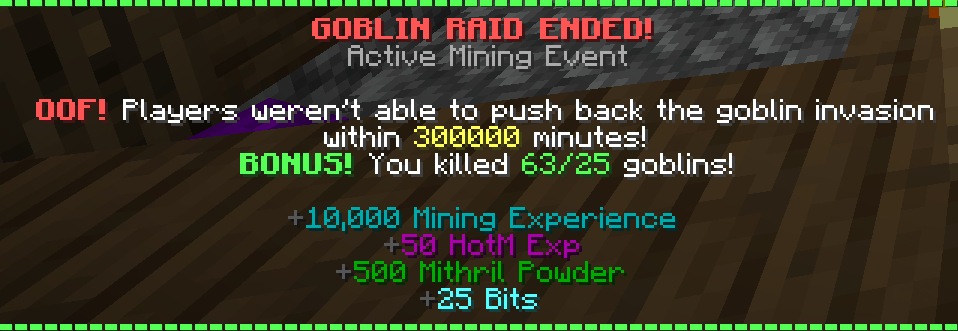 GOBLIN RAID ENDED!
Active Mining Event
OOF! Players weren't able to push back the goblin invasion
within 300000 minutes!
BONUS! You killed 63/25 goblins!
+10,000 Mining Experience
+50 HotM Exp
+500 Mithril Powder
+25 Bits